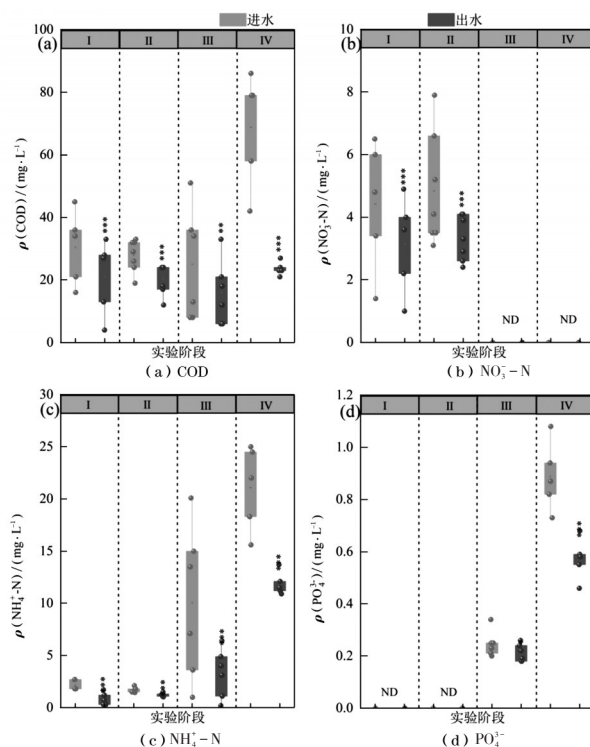 进水 出水
(a) I II III IV
100
80
60
40
20
0
ρ(COD)/(mg·L⁻¹)
*** *** ** ***
实验阶段
(a) COD
(b) I II III IV
10
8
6
4
2
0
ρ(NO₃⁻-N)/(mg·L⁻¹)
*** ***
ND ND
实验阶段
(b) NO₃⁻-N
(c) I II III IV
30
25
20
15
10
5
0
ρ(NH₄⁺-N)/(mg·L⁻¹)
实验阶段
(c) NH₄⁺-N
(d) I II III IV
1.2
1.0
0.8
0.6
0.4
0.2
0.0
ρ(PO₄³⁻)/(mg·L⁻¹)
ND ND
实验阶段
(d) PO₄³⁻